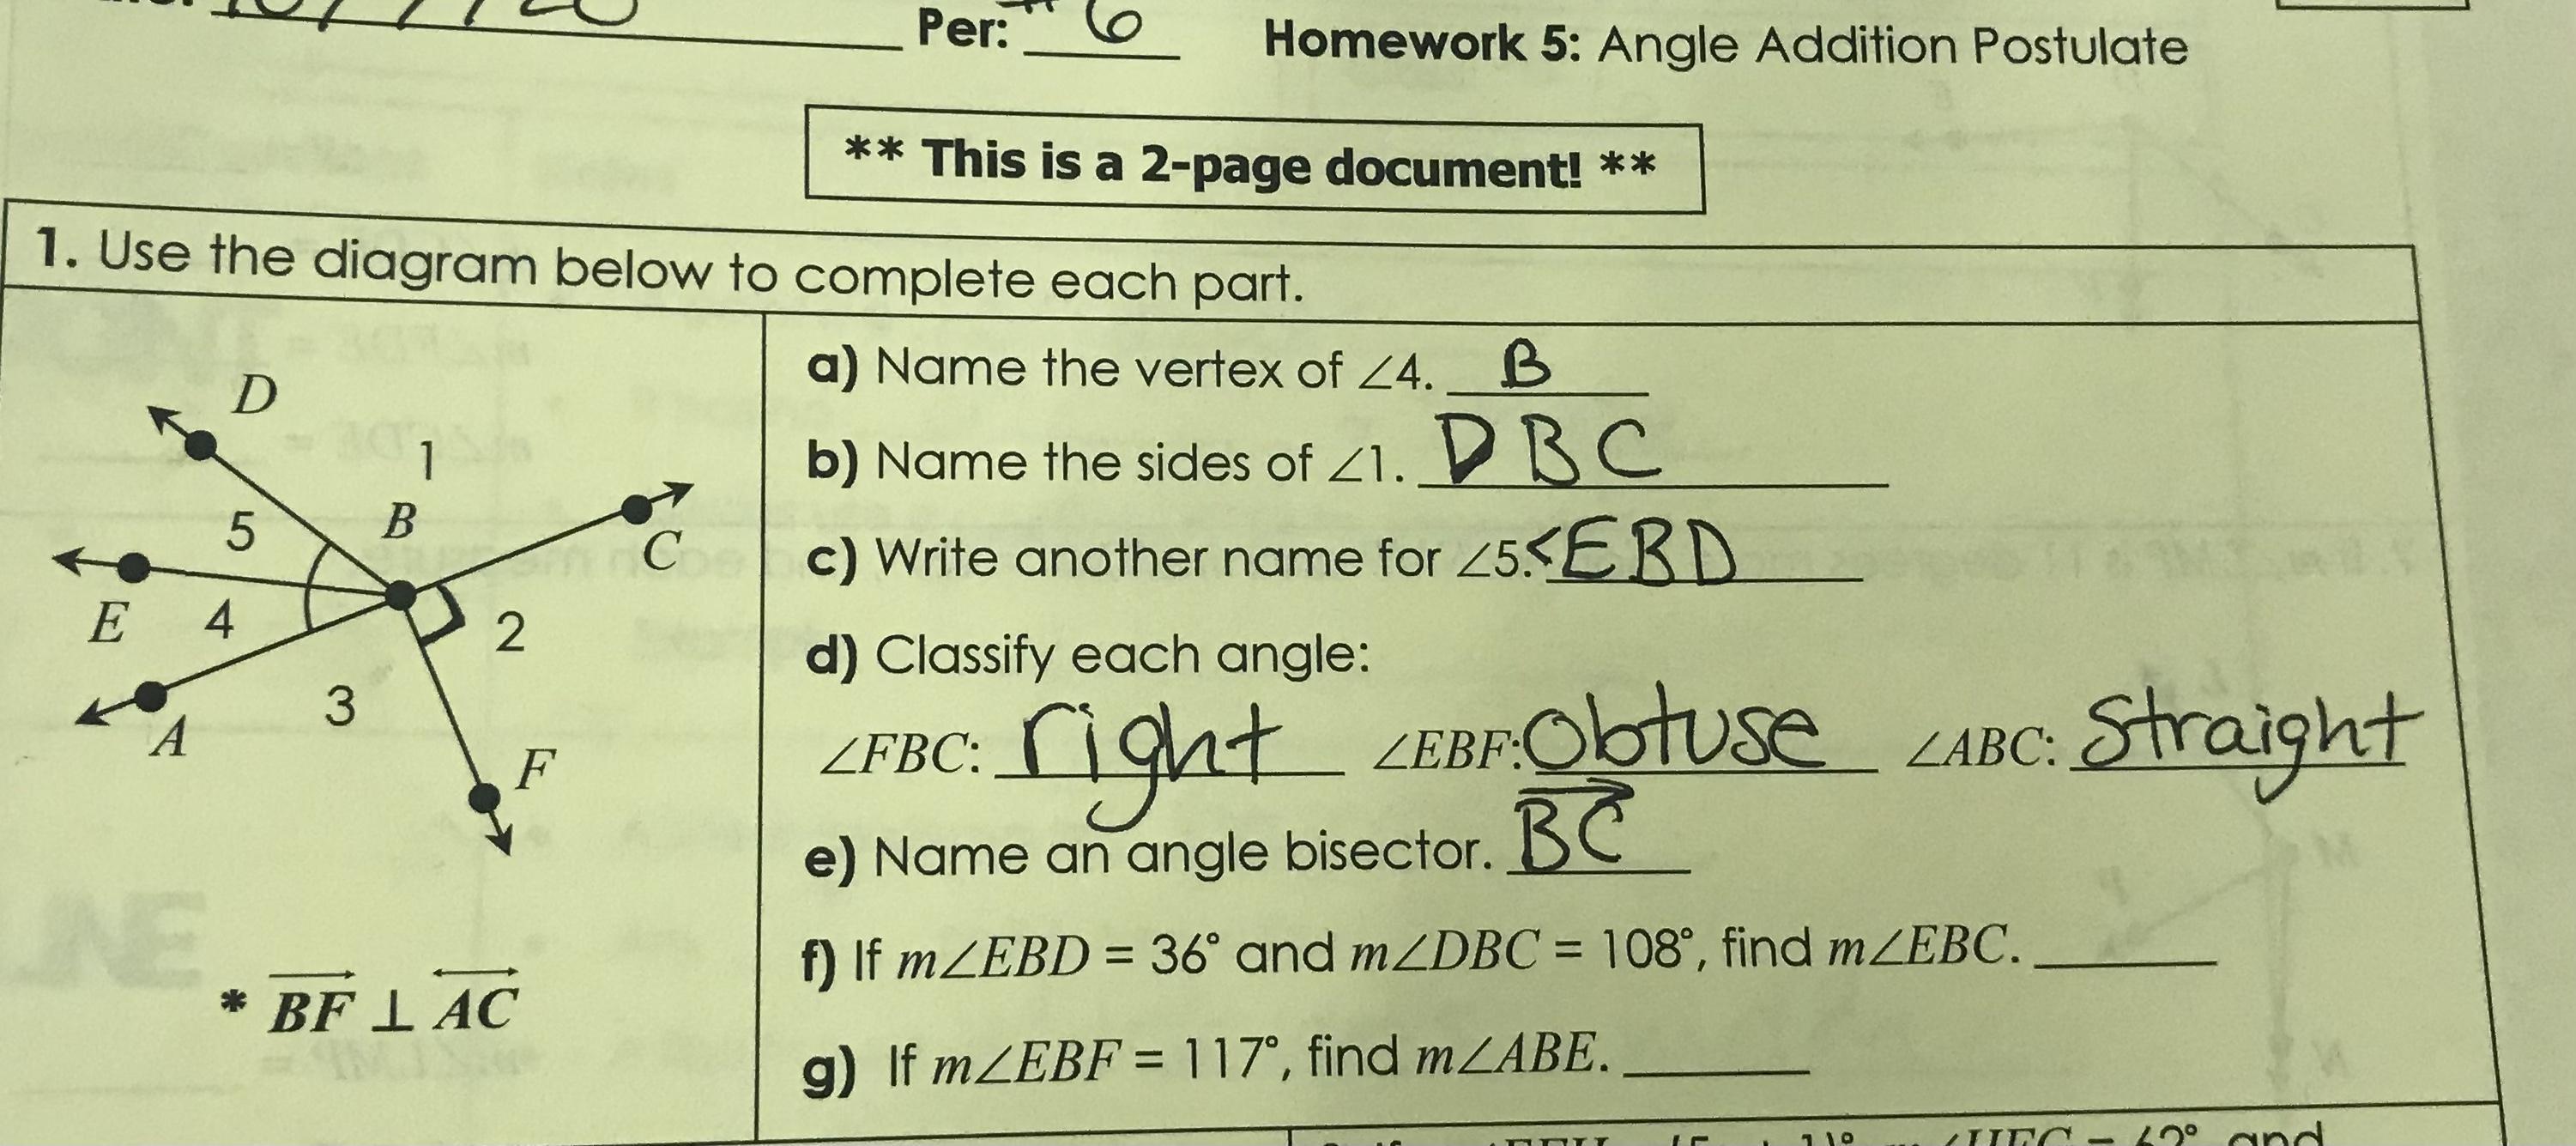 Per: #6 Homework 5: Angle Addition Postulate
** This is a 2-page document! **
1. Use the diagram below to complete each part.
D
1
5
B
C
E
4
2
3
A
F
* BF ⊥ AC
a) Name the vertex of ∠4. B
b) Name the sides of ∠1. DBC
c) Write another name for ∠5. <EBD
d) Classify each angle:
∠FBC: right ∠EBF: obtuse ∠ABC: Straight
e) Name an angle bisector. BC
f) If m∠EBD = 36° and m∠DBC = 108°, find m∠EBC.
g) If m∠EBF = 117°, find m∠ABE.